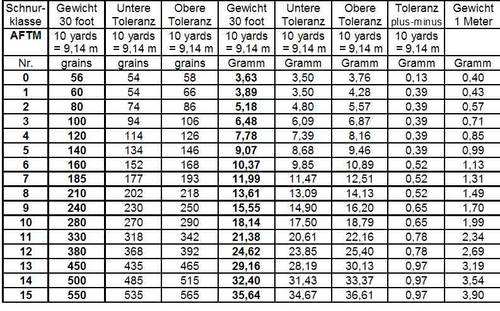 Schnur- Gewicht Untere Obere Gewicht Untere Obere Toleranz Gewicht
klasse 30 foot Toleranz Toleranz 30 foot Toleranz Toleranz plus-minus 1 Meter
AFTM 10 yards 10 yards 10 yards 10 yards 10 yards 10 yards 10 yards
= 9,14 m = 9,14 m = 9,14 m = 9,14 m = 9,14 m = 9,14 m = 9,14 m
Nr. grains grains grains Gramm Gramm Gramm Gramm Gramm
0 56 54 58 3,63 3,50 3,76 0,13 0,40
1 60 54 66 3,89 3,50 4,28 0,39 0,43
2 80 74 86 5,18 4,80 5,57 0,39 0,57
3 100 94 106 6,48 6,09 6,87 0,39 0,71
4 120 114 126 7,78 7,39 8,16 0,39 0,85
5 140 134 146 9,07 8,68 9,46 0,39 0,99
6 160 152 168 10,37 9,85 10,89 0,52 1,13
7 185 177 193 11,99 11,47 12,51 0,52 1,31
8 210 202 218 13,61 13,09 14,13 0,52 1,49
9 240 230 250 15,55 14,90 16,20 0,65 1,70
10 280 270 290 18,14 17,50 18,79 0,65 1,99
11 330 318 342 21,38 20,61 22,16 0,78 2,34
12 380 368 392 24,62 23,85 25,40 0,78 2,69
13 450 435 465 29,16 28,19 30,13 0,97 3,19
14 500 485 515 32,40 31,43 33,37 0,97 3,54
15 550 535 565 35,64 34,67 36,61 0,97 3,90